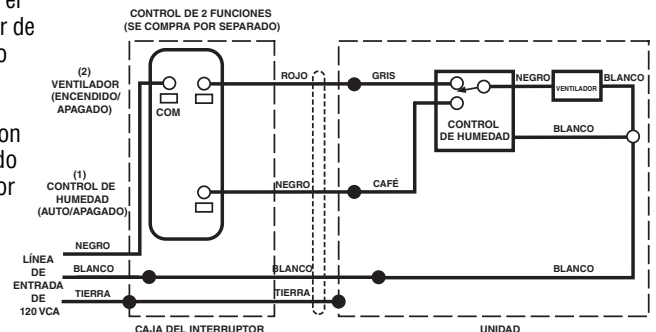 el
r de
o
on
do
or
CONTROL DE 2 FUNCIONES
(SE COMPRA POR SEPARADO)
(2)
VENTILADOR
(ENCENDIDO/
APAGADO)
COM
ROJO
GRIS
NEGRO
VENTILADOR
BLANCO
CONTROL
DE HUMEDAD
BLANCO
(1)
CONTROL DE
HUMEDAD
(AUTO/APAGADO)
NEGRO
CAFÉ
NEGRO
LÍNEA
DE
ENTRADA
DE
120 VCA
BLANCO
BLANCO
BLANCO
TIERRA
TIERRA
CAJA DEL INTERRUPTOR
UNIDAD